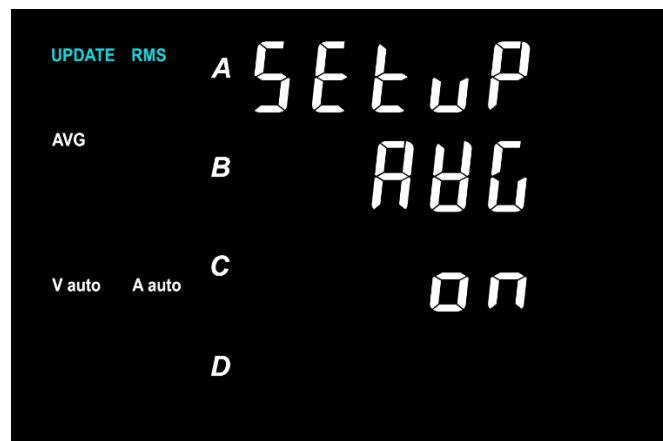 UPDATE RMS
A SEtuP
AVG
B AVG
C on
V auto A auto
D